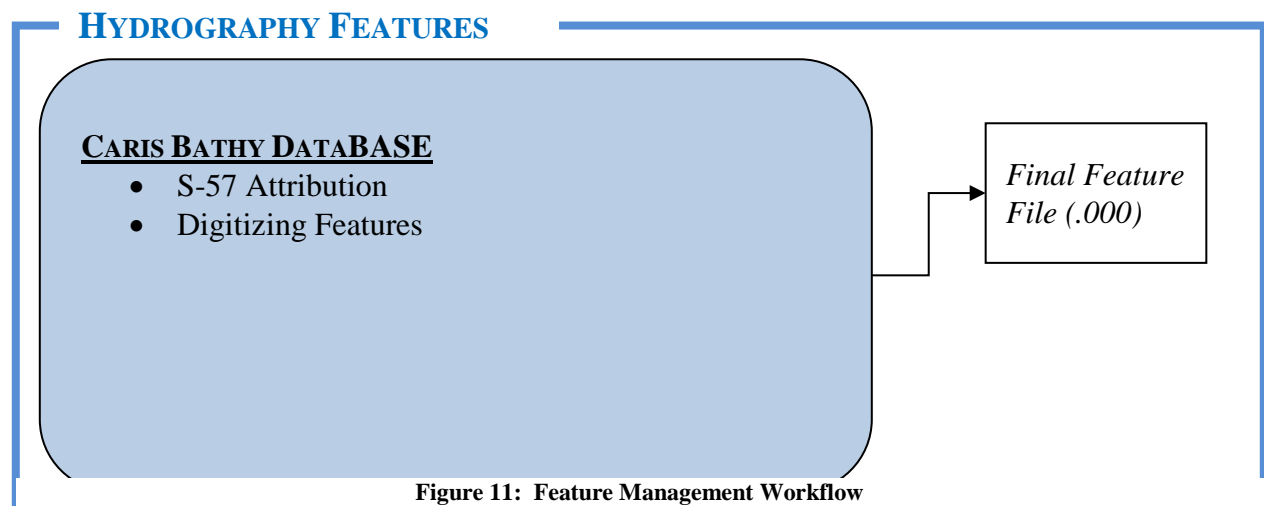 HYDROGRAPHY FEATURES
CARIS BATHY DATABASE
• S-57 Attribution
• Digitizing Features
Final Feature
File (.000)
Figure 11: Feature Management Workflow